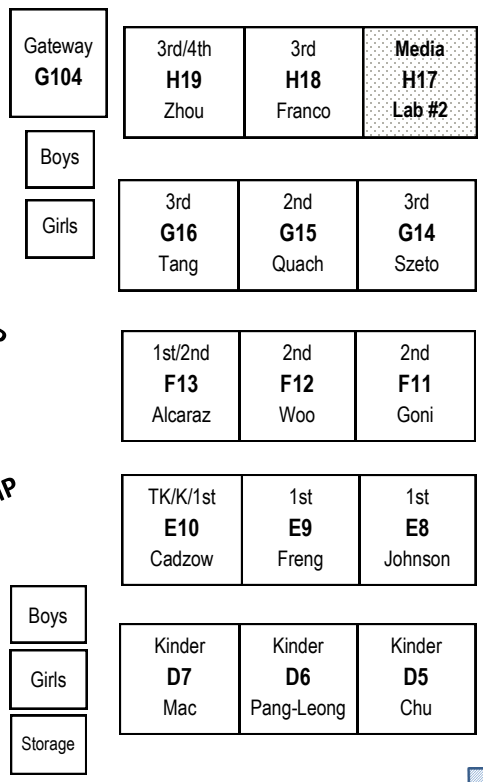 Gateway
G104
3rd/4th
H19
Zhou
3rd
H18
Franco
Media
H17
Lab #2
Boys
Girls
3rd
G16
Tang
2nd
G15
Quach
3rd
G14
Szeto
1st/2nd
F13
Alcaraz
2nd
F12
Woo
2nd
F11
Goni
TK/K/1st
E10
Cadzow
1st
E9
Freng
1st
E8
Johnson
Boys
Girls
Storage
Kinder
D7
Mac
Kinder
D6
Pang-Leong
Kinder
D5
Chu